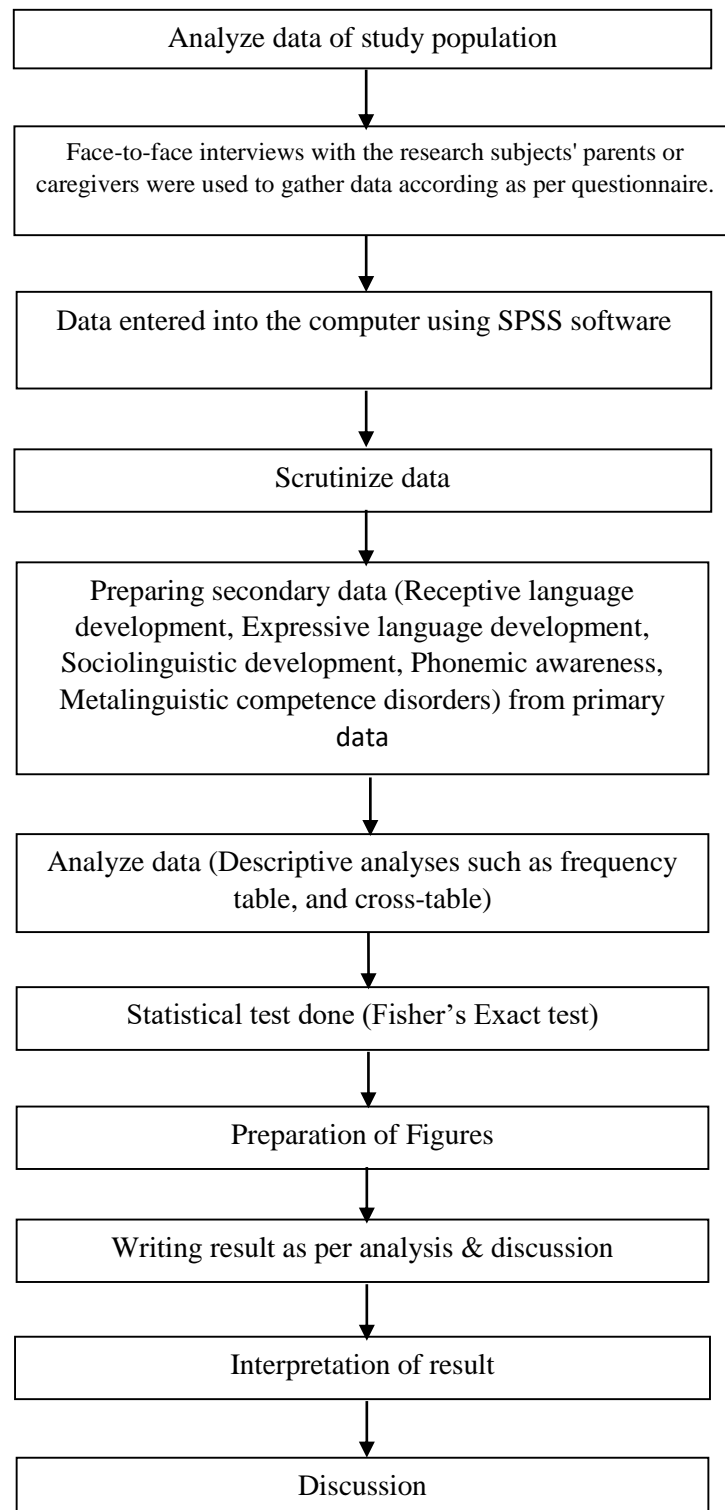 Analyze data of study population
Face-to-face interviews with the research subjects' parents or
caregivers were used to gather data according as per questionnaire.
Data entered into the computer using SPSS software
Scrutinize data
Preparing secondary data (Receptive language
development, Expressive language development,
Sociolinguistic development, Phonemic awareness,
Metalinguistic competence disorders) from primary
data
Analyze data (Descriptive analyses such as frequency
table, and cross-table)
Statistical test done (Fisher’s Exact test)
Preparation of Figures
Writing result as per analysis & discussion
Interpretation of result
Discussion